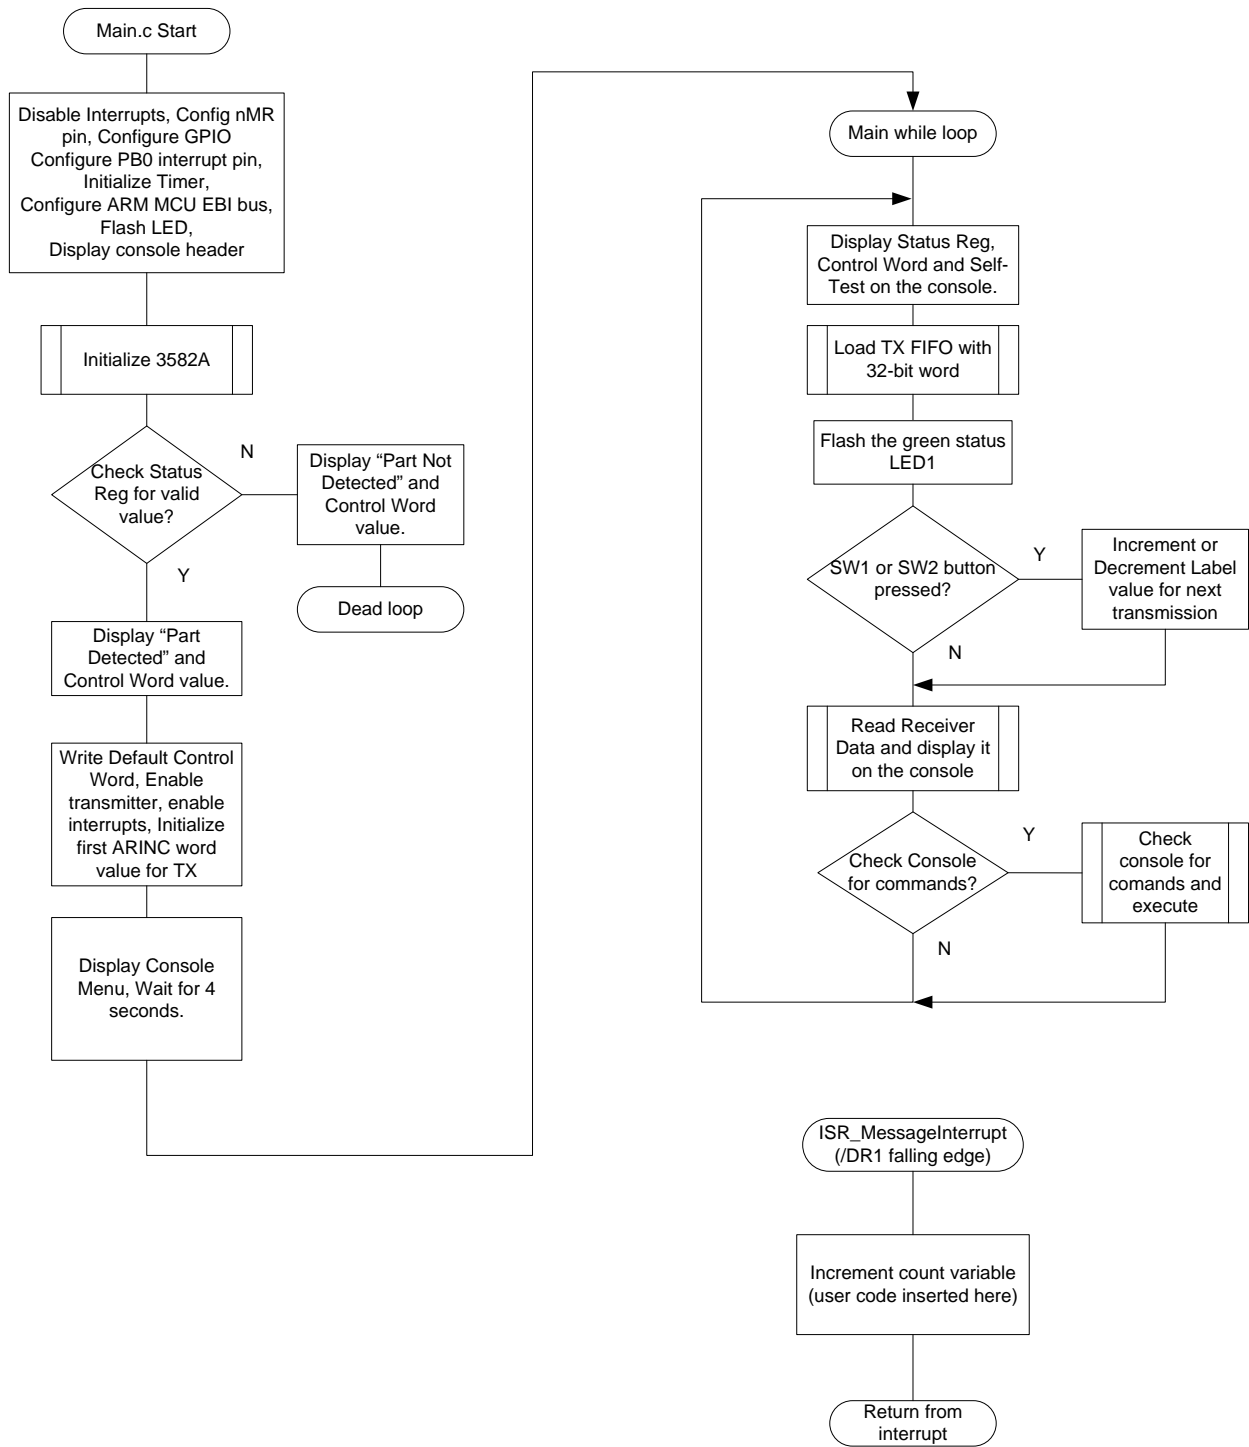 Main.c Start
Disable Interrupts, Config nMR
pin, Configure GPIO
Configure PB0 interrupt pin,
Initialize Timer,
Configure ARM MCU EBI bus,
Flash LED,
Display console header
Initialize 3582A
Check Status
Reg for valid
value?
N
Display “Part Not
Detected” and
Control Word
value.
Dead loop
Y
Display “Part
Detected” and
Control Word value.
Write Default Control
Word, Enable
transmitter, enable
interrupts, Initialize
first ARINC word
value for TX
Display Console
Menu, Wait for 4
seconds.
Main while loop
Display Status Reg,
Control Word and Self-
Test on the console.
Load TX FIFO with
32-bit word
Flash the green status
LED1
SW1 or SW2 button
pressed?
Y
Increment or
Decrement Label
value for next
transmission
N
Read Receiver
Data and display it
on the console
Check Console
for commands?
Y
Check
console for
comands and
execute
N
ISR_MessageInterrupt
(/DR1 falling edge)
Increment count variable
(user code inserted here)
Return from
interrupt